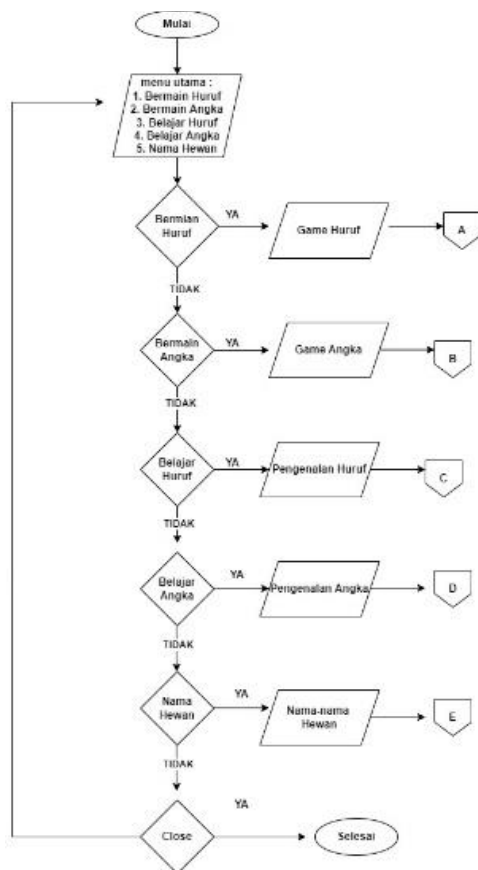 Mulai
menu utama :
1. Bermain Huruf
2. Bermain Angka
3. Belajar Huruf
4. Belajar Angka
5. Nama Hewan
Bermian
Huruf
YA
Game Huruf
A
TIDAK
Bermain
Angka
YA
Game Angka
B
TIDAK
Belajar
Huruf
YA
Pengenalan Huruf
C
TIDAK
Belajar
Angka
YA
Pengenalan Angka
D
TIDAK
Nama
Hewan
YA
Nama-nama
Hewan
E
TIDAK
Close
YA
Selesai